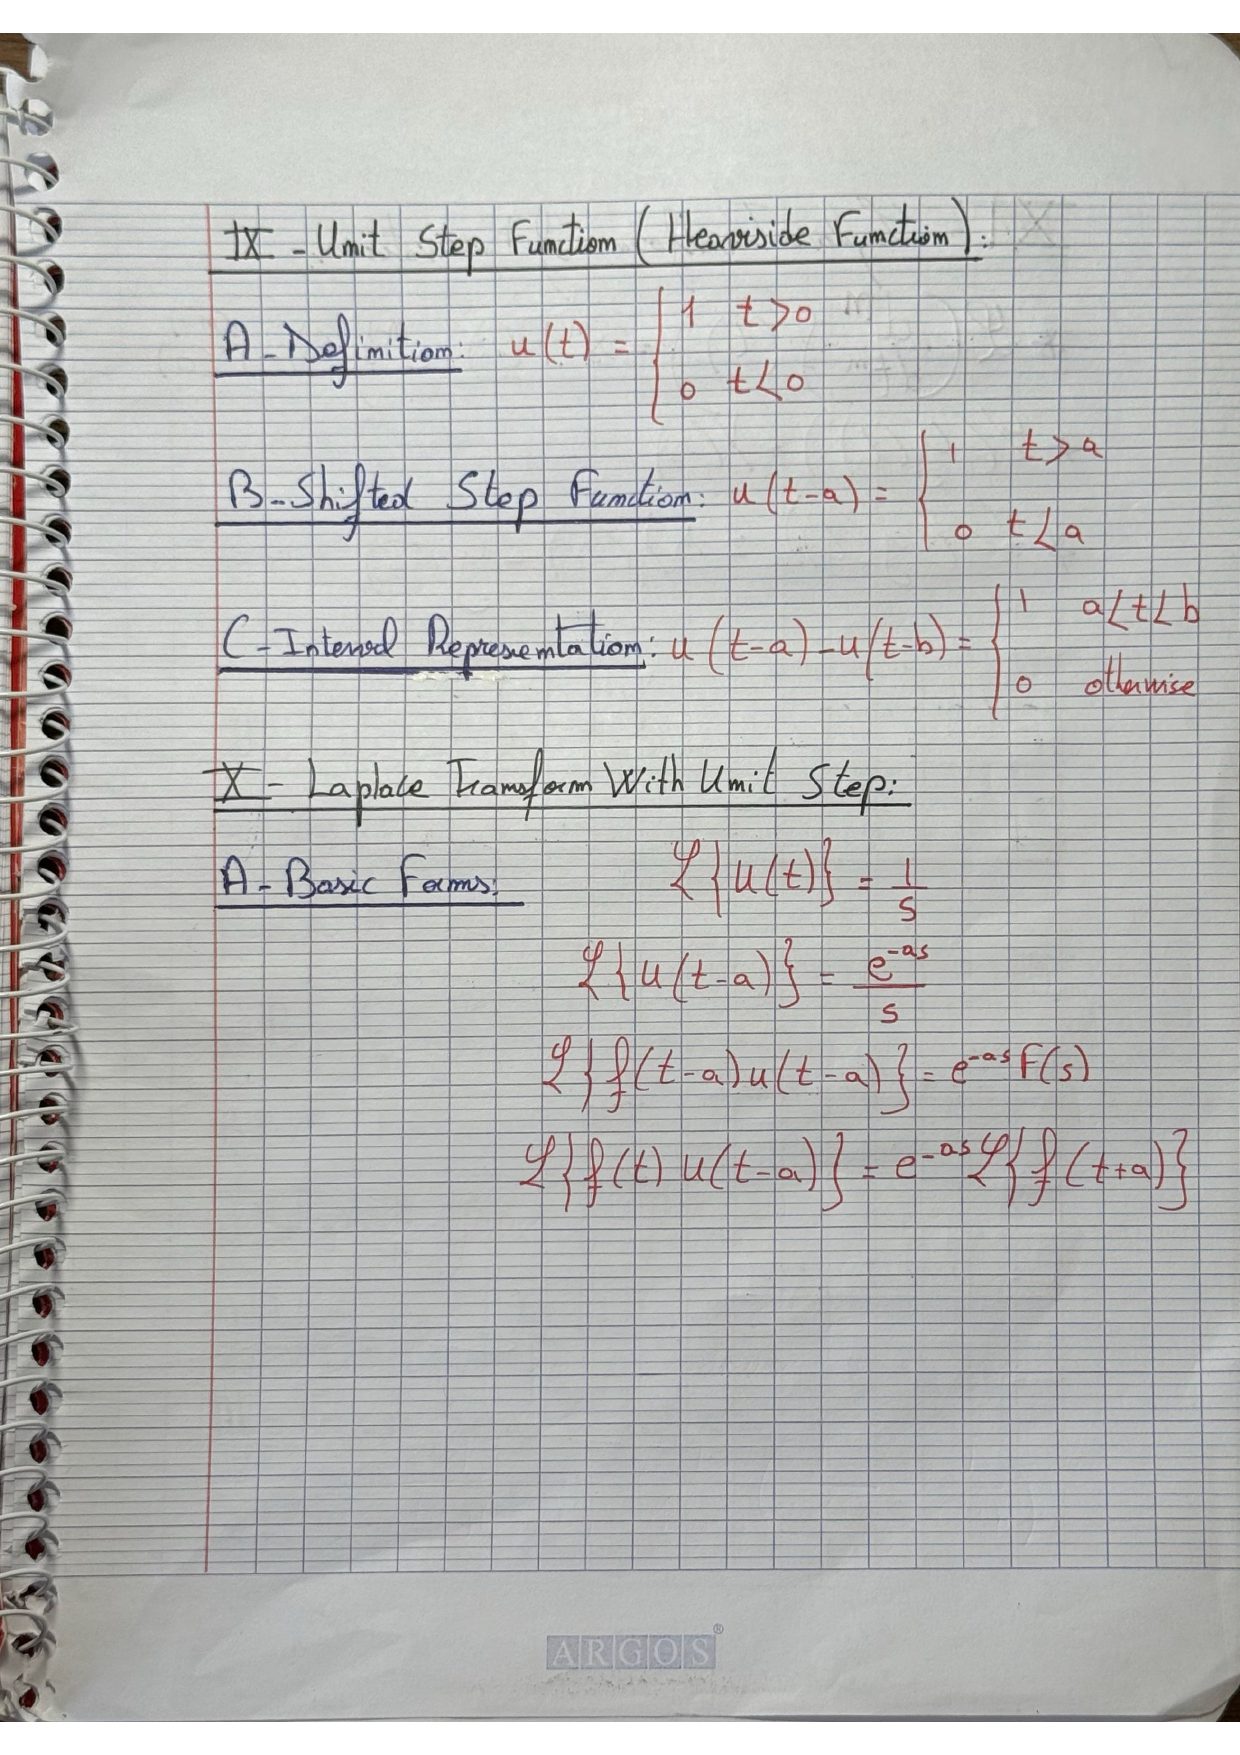 IX - Unit Step Function (Heaviside Function):
A - Definition: u(t) = { 1 t>0
0 t<0
B - Shifted Step Function: u(t-a) = { 1 t>a
0 t<a
C - Interval Representation: u(t-a) - u(t-b) = { 1 a<t<b
0 otherwise
X - Laplace Transform With Unit Step:
A - Basic Forms: ℒ{u(t)} = 1/s
ℒ{u(t-a)} = e^{-as}/s
ℒ{f(t-a)u(t-a)} = e^{-as}F(s)
ℒ{f(t) u(t-a)} = e^{-as}ℒ{f(t+a)}
ARGOS®